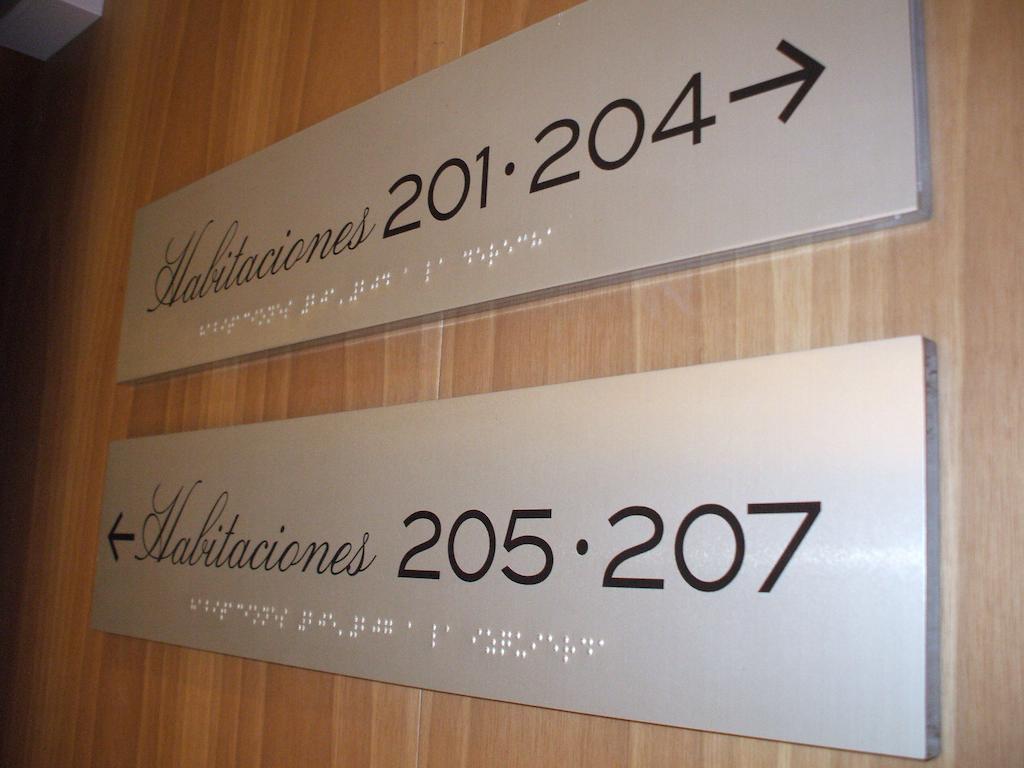 Habitaciones 201·204 →
← Habitaciones 205·207